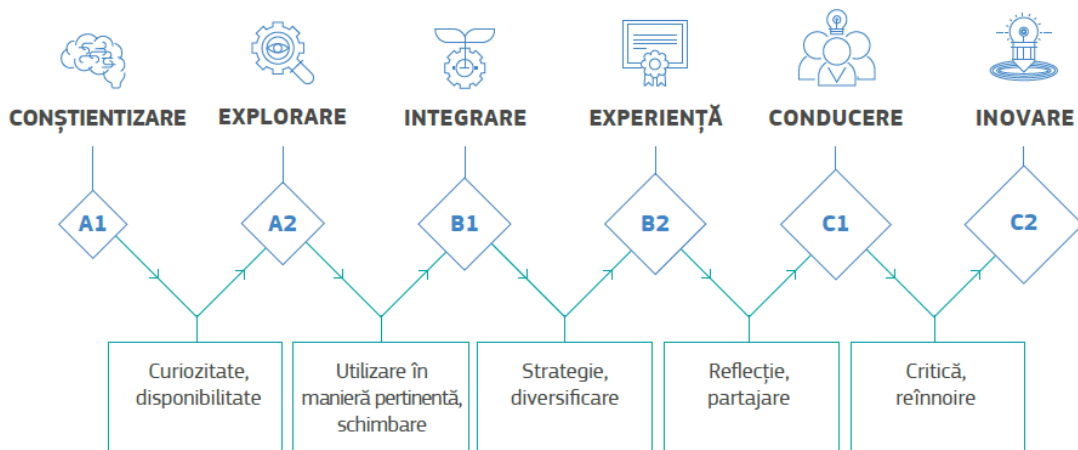 CONȘTIENTIZARE
EXPLORARE
INTEGRARE
EXPERIENȚĂ
CONDUCERE
INOVARE
A1
A2
B1
B2
C1
C2
Curiozitate,
disponibilitate
Utilizare în
manieră pertinentă,
schimbare
Strategie,
diversificare
Reflecție,
partajare
Critică,
reînnoire